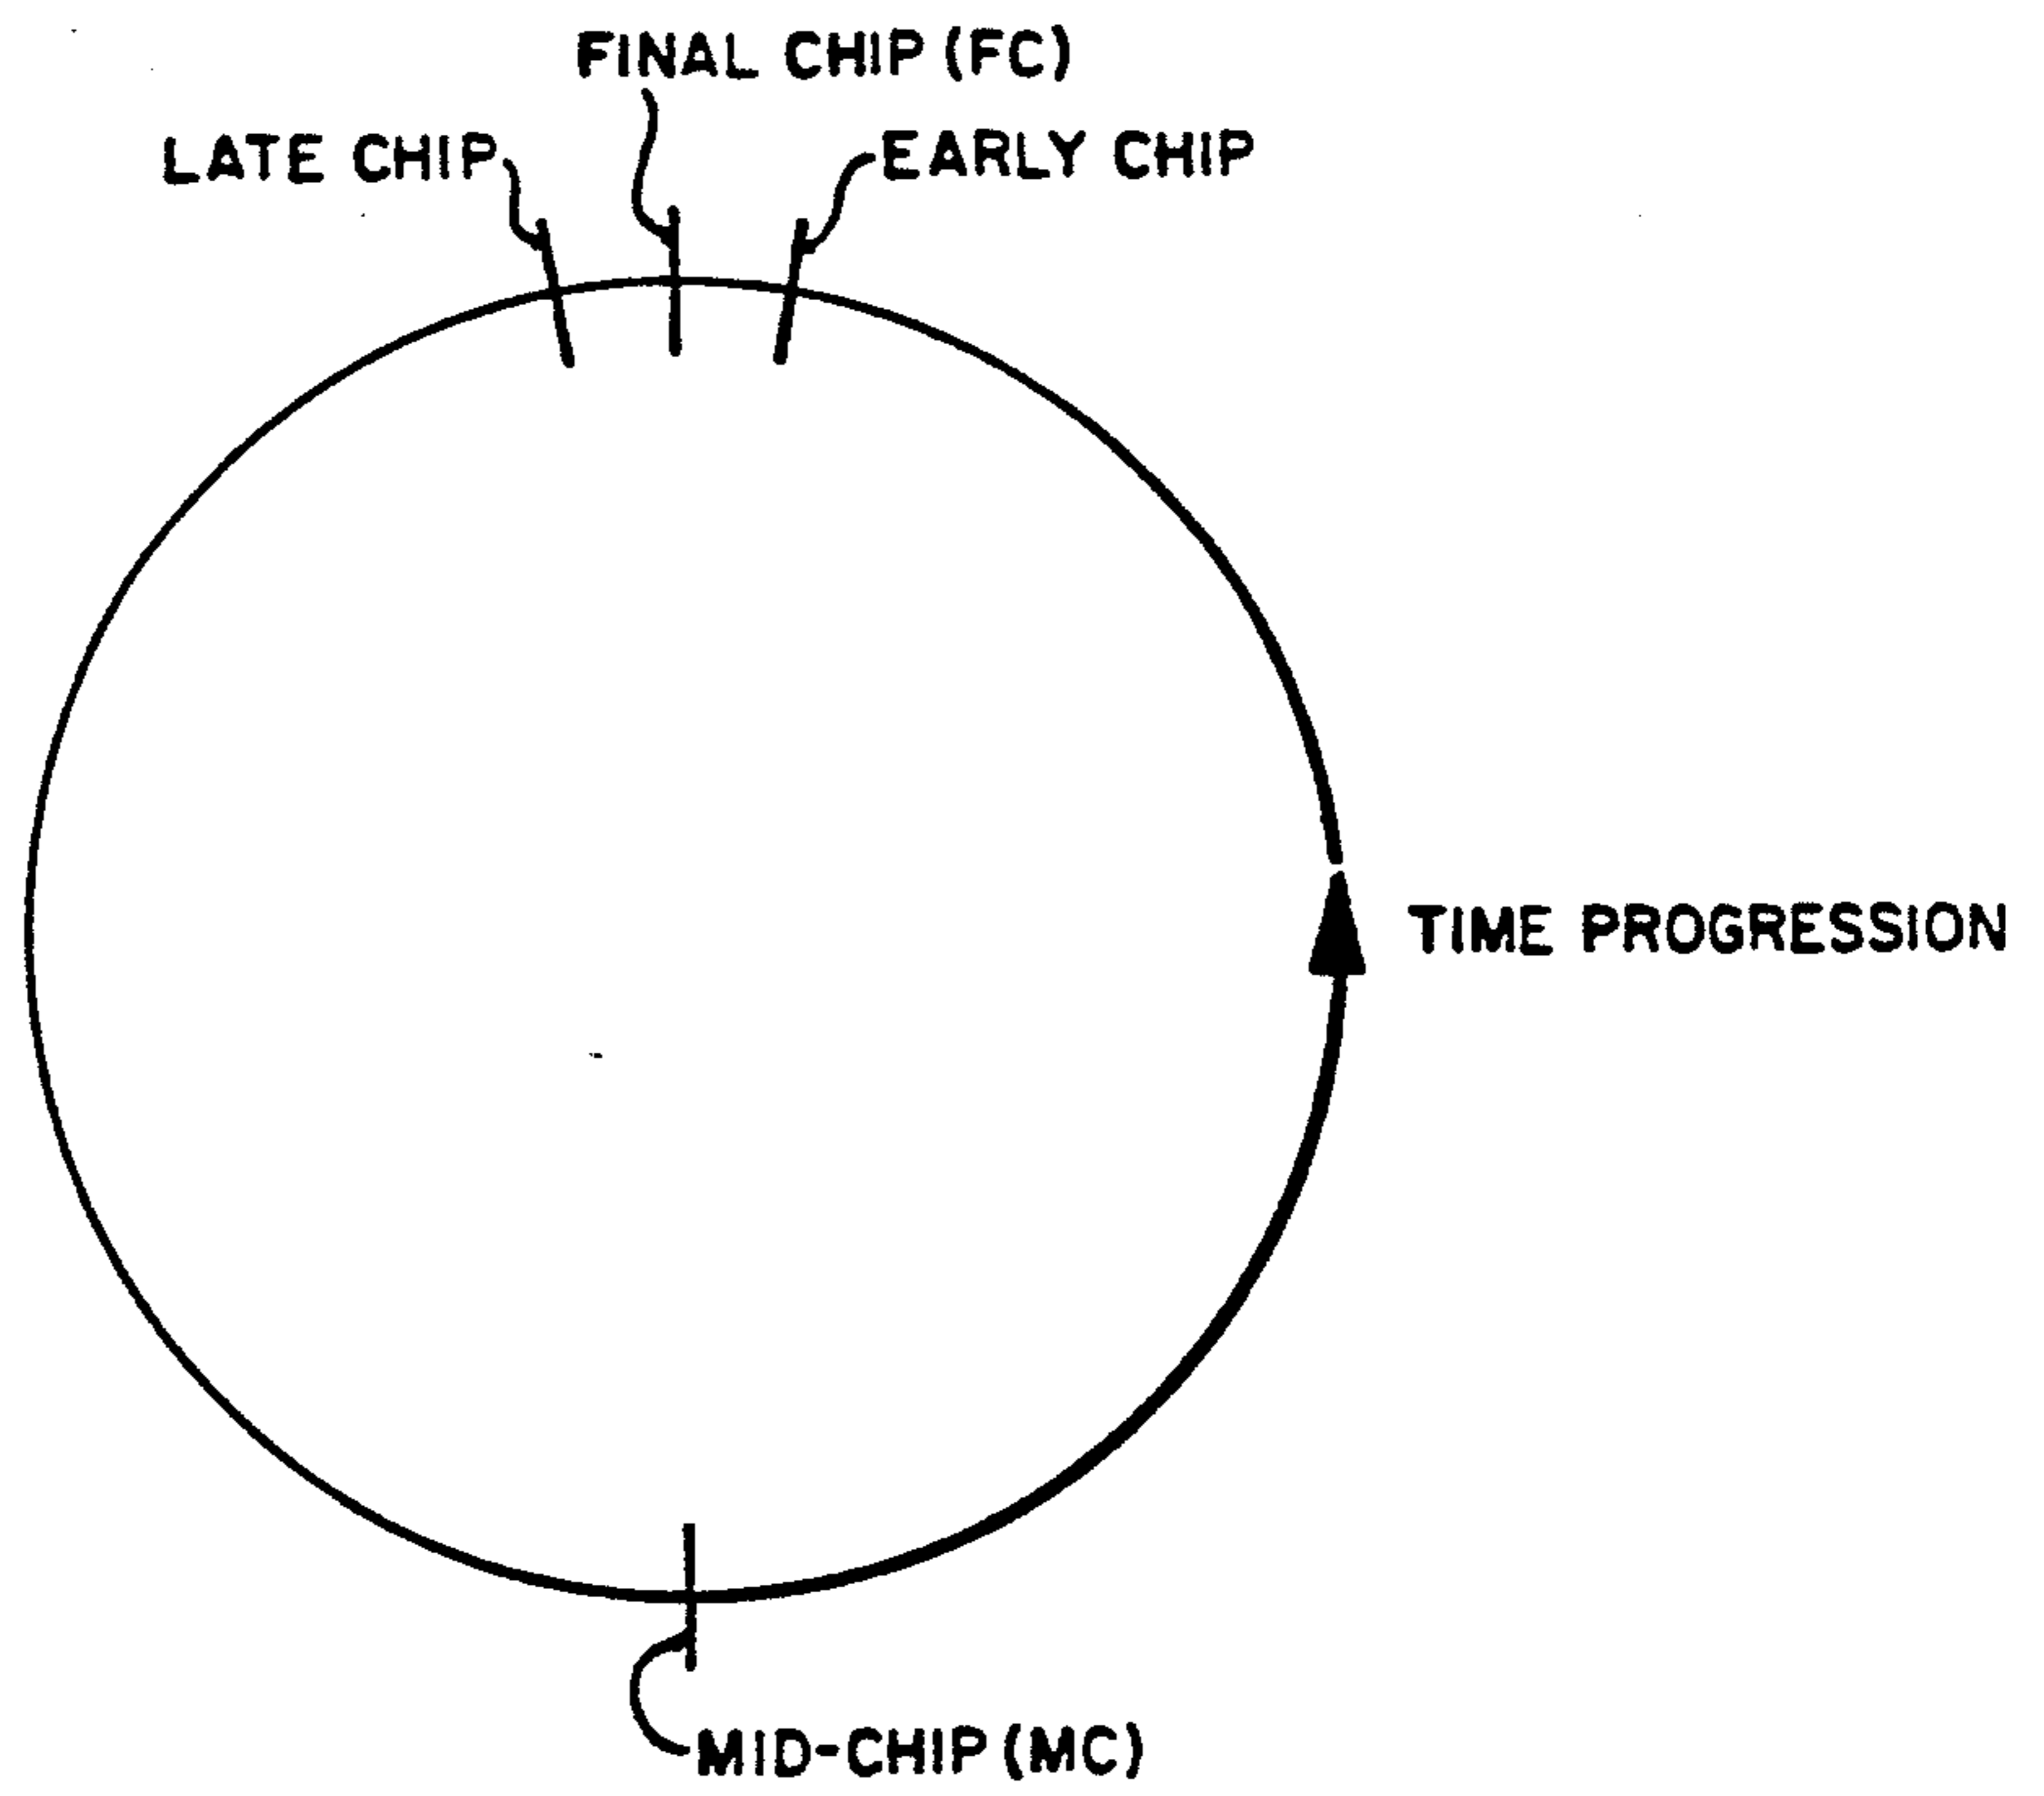 FINAL CHIP (FC)
LATE CHIP
EARLY CHIP
TIME PROGRESSION
MID-CHIP (MC)